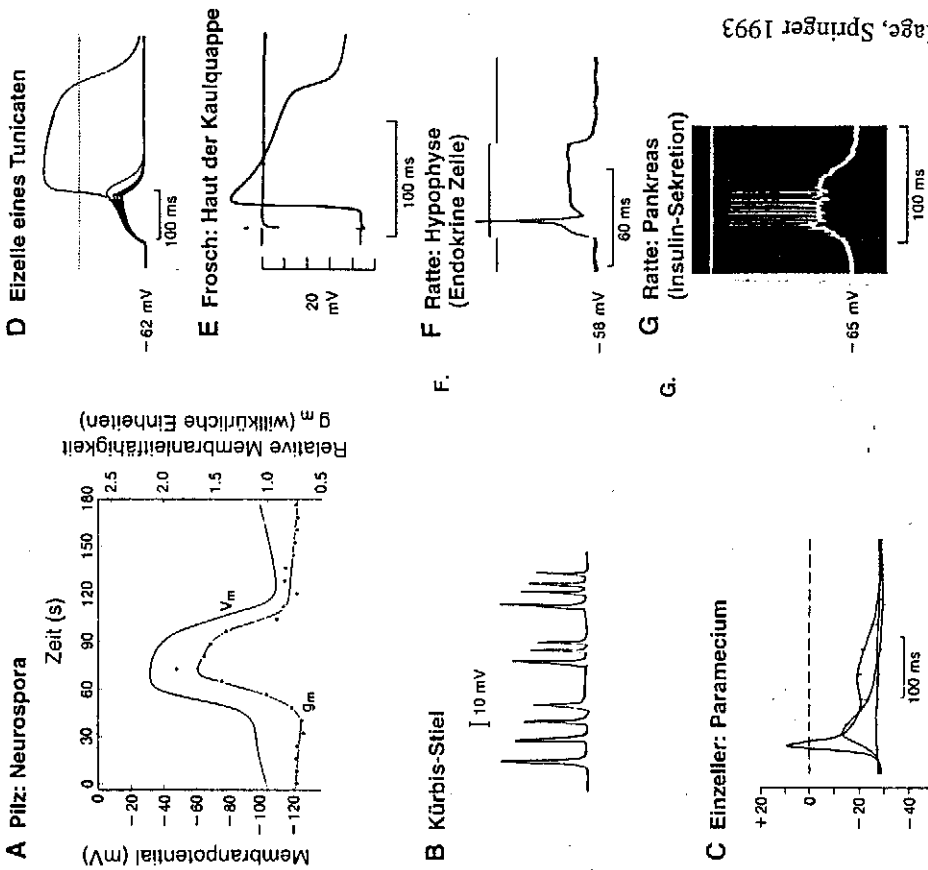 A Pilz: Neurospora
Zeit (s)
0 30 60 90 120 150 180
Membranpotential (mV)
0
−20
−40
−60
−80
−100
−120
Vm
gm
2.5
2.0
1.5
1.0
0.5
Relative Membranleitfähigkeit
gm (willkürliche Einheiten)
B Kürbis-Stiel
10 mV
C Einzeller: Paramecium
+20
0
−20
−40
100 ms
D Eizelle eines Tunicaten
−62 mV
100 ms
E Frosch: Haut der Kaulquappe
20
mV
100 ms
F.
F Ratte: Hypophyse
(Endokrine Zelle)
−58 mV
60 ms
G.
G Ratte: Pankreas
(Insulin-Sekretion)
−65 mV
100 ms
age, Springer 1993